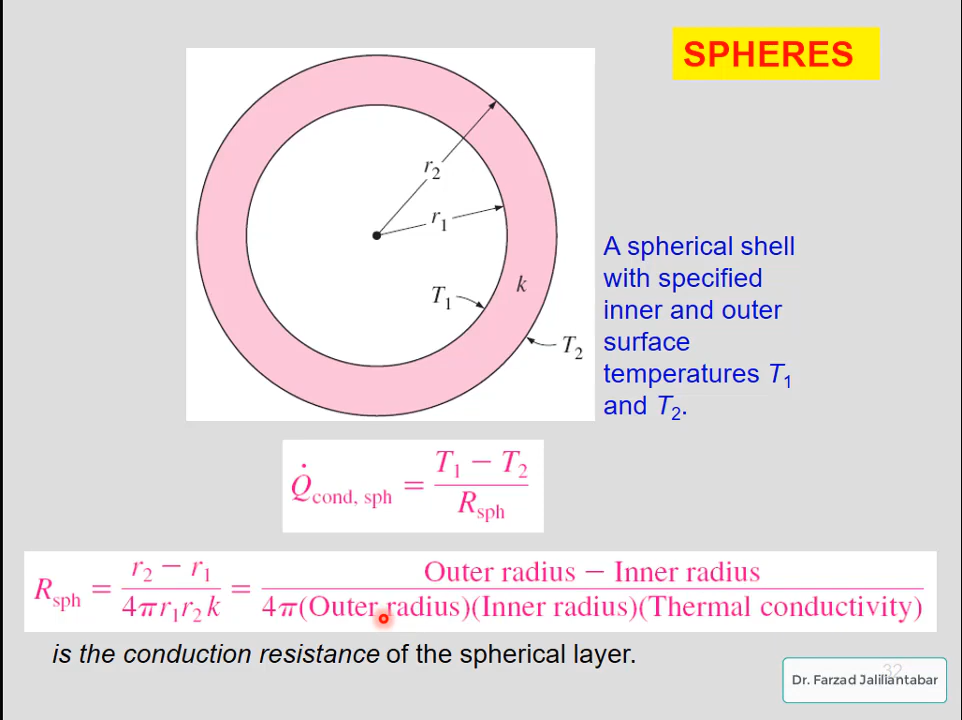 SPHERES
r2
r1
T1
k
T2
A spherical shell
with specified
inner and outer
surface
temperatures T1
and T2.
Q̇cond, sph = (T1 − T2) / Rsph
Rsph = (r2 − r1) / (4πr1r2k) = (Outer radius − Inner radius) / (4π(Outer radius)(Inner radius)(Thermal conductivity))
is the conduction resistance of the spherical layer.
32
Dr. Farzad Jaliliantabar